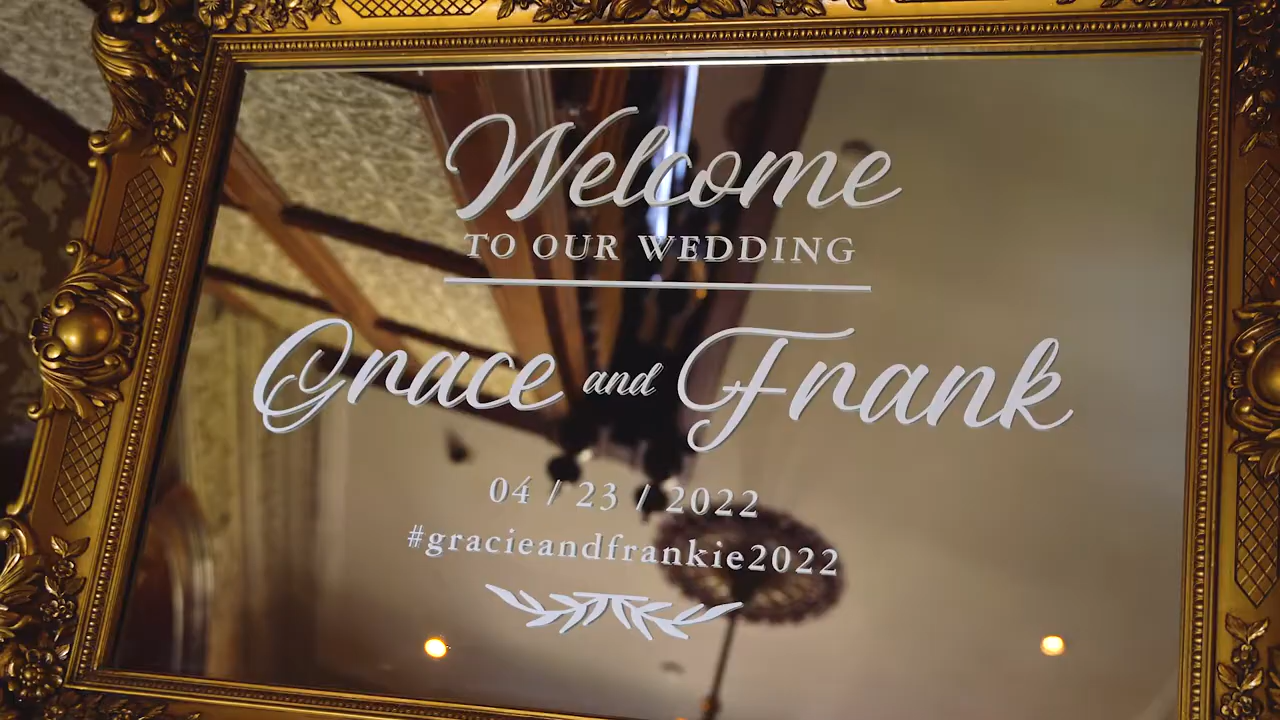 Welcome
TO OUR WEDDING
Grace and Frank
04 / 23 / 2022
#gracieandfrankie2022